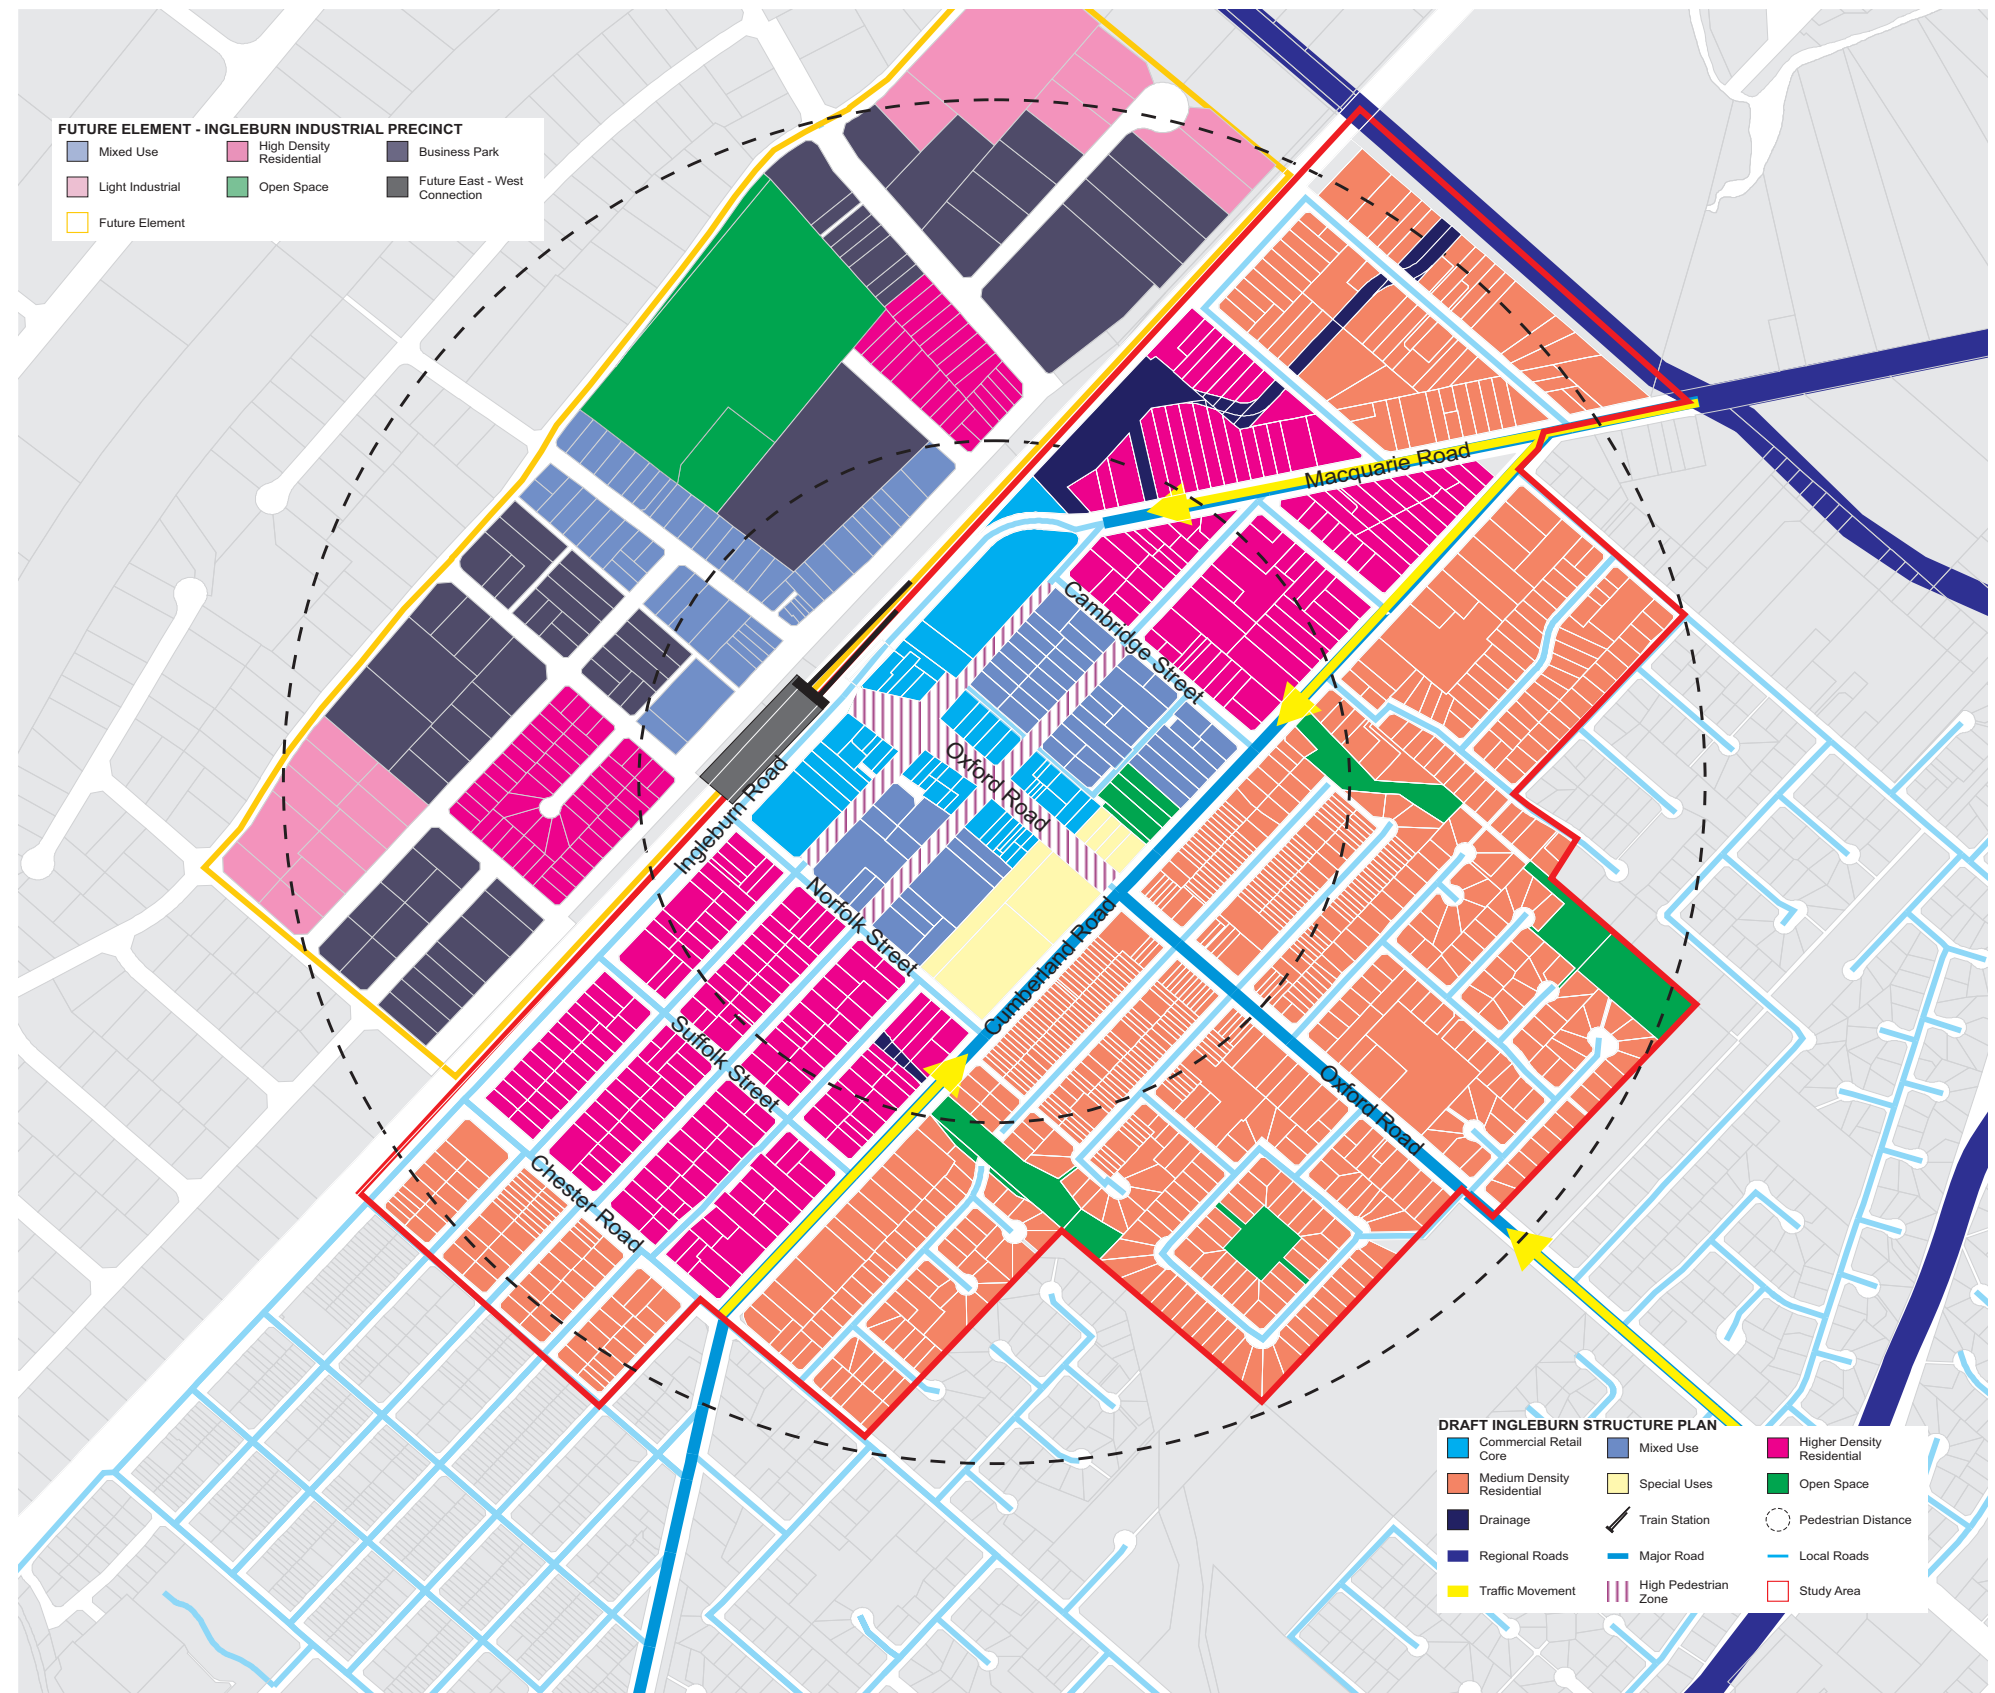 FUTURE ELEMENT - INGLEBURN INDUSTRIAL PRECINCT
Mixed Use
High Density
Residential
Business Park
Light Industrial
Open Space
Future East - West
Connection
Future Element
Macquarie Road
Cambridge Street
Oxford Road
Ingleburn Road
Norfolk Street
Cumberland Road
Suffolk Street
Oxford Road
Chester Road
DRAFT INGLEBURN STRUCTURE PLAN
Commercial Retail
Core
Mixed Use
Higher Density
Residential
Medium Density
Residential
Special Uses
Open Space
Drainage
Train Station
Pedestrian Distance
Regional Roads
Major Road
Local Roads
Traffic Movement
High Pedestrian
Zone
Study Area